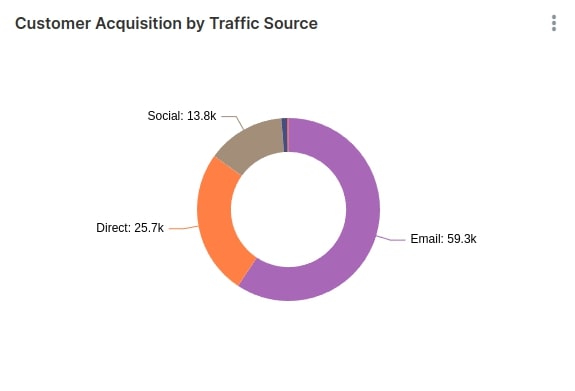 Customer Acquisition by Traffic Source
Social: 13.8k
Direct: 25.7k
Email: 59.3k